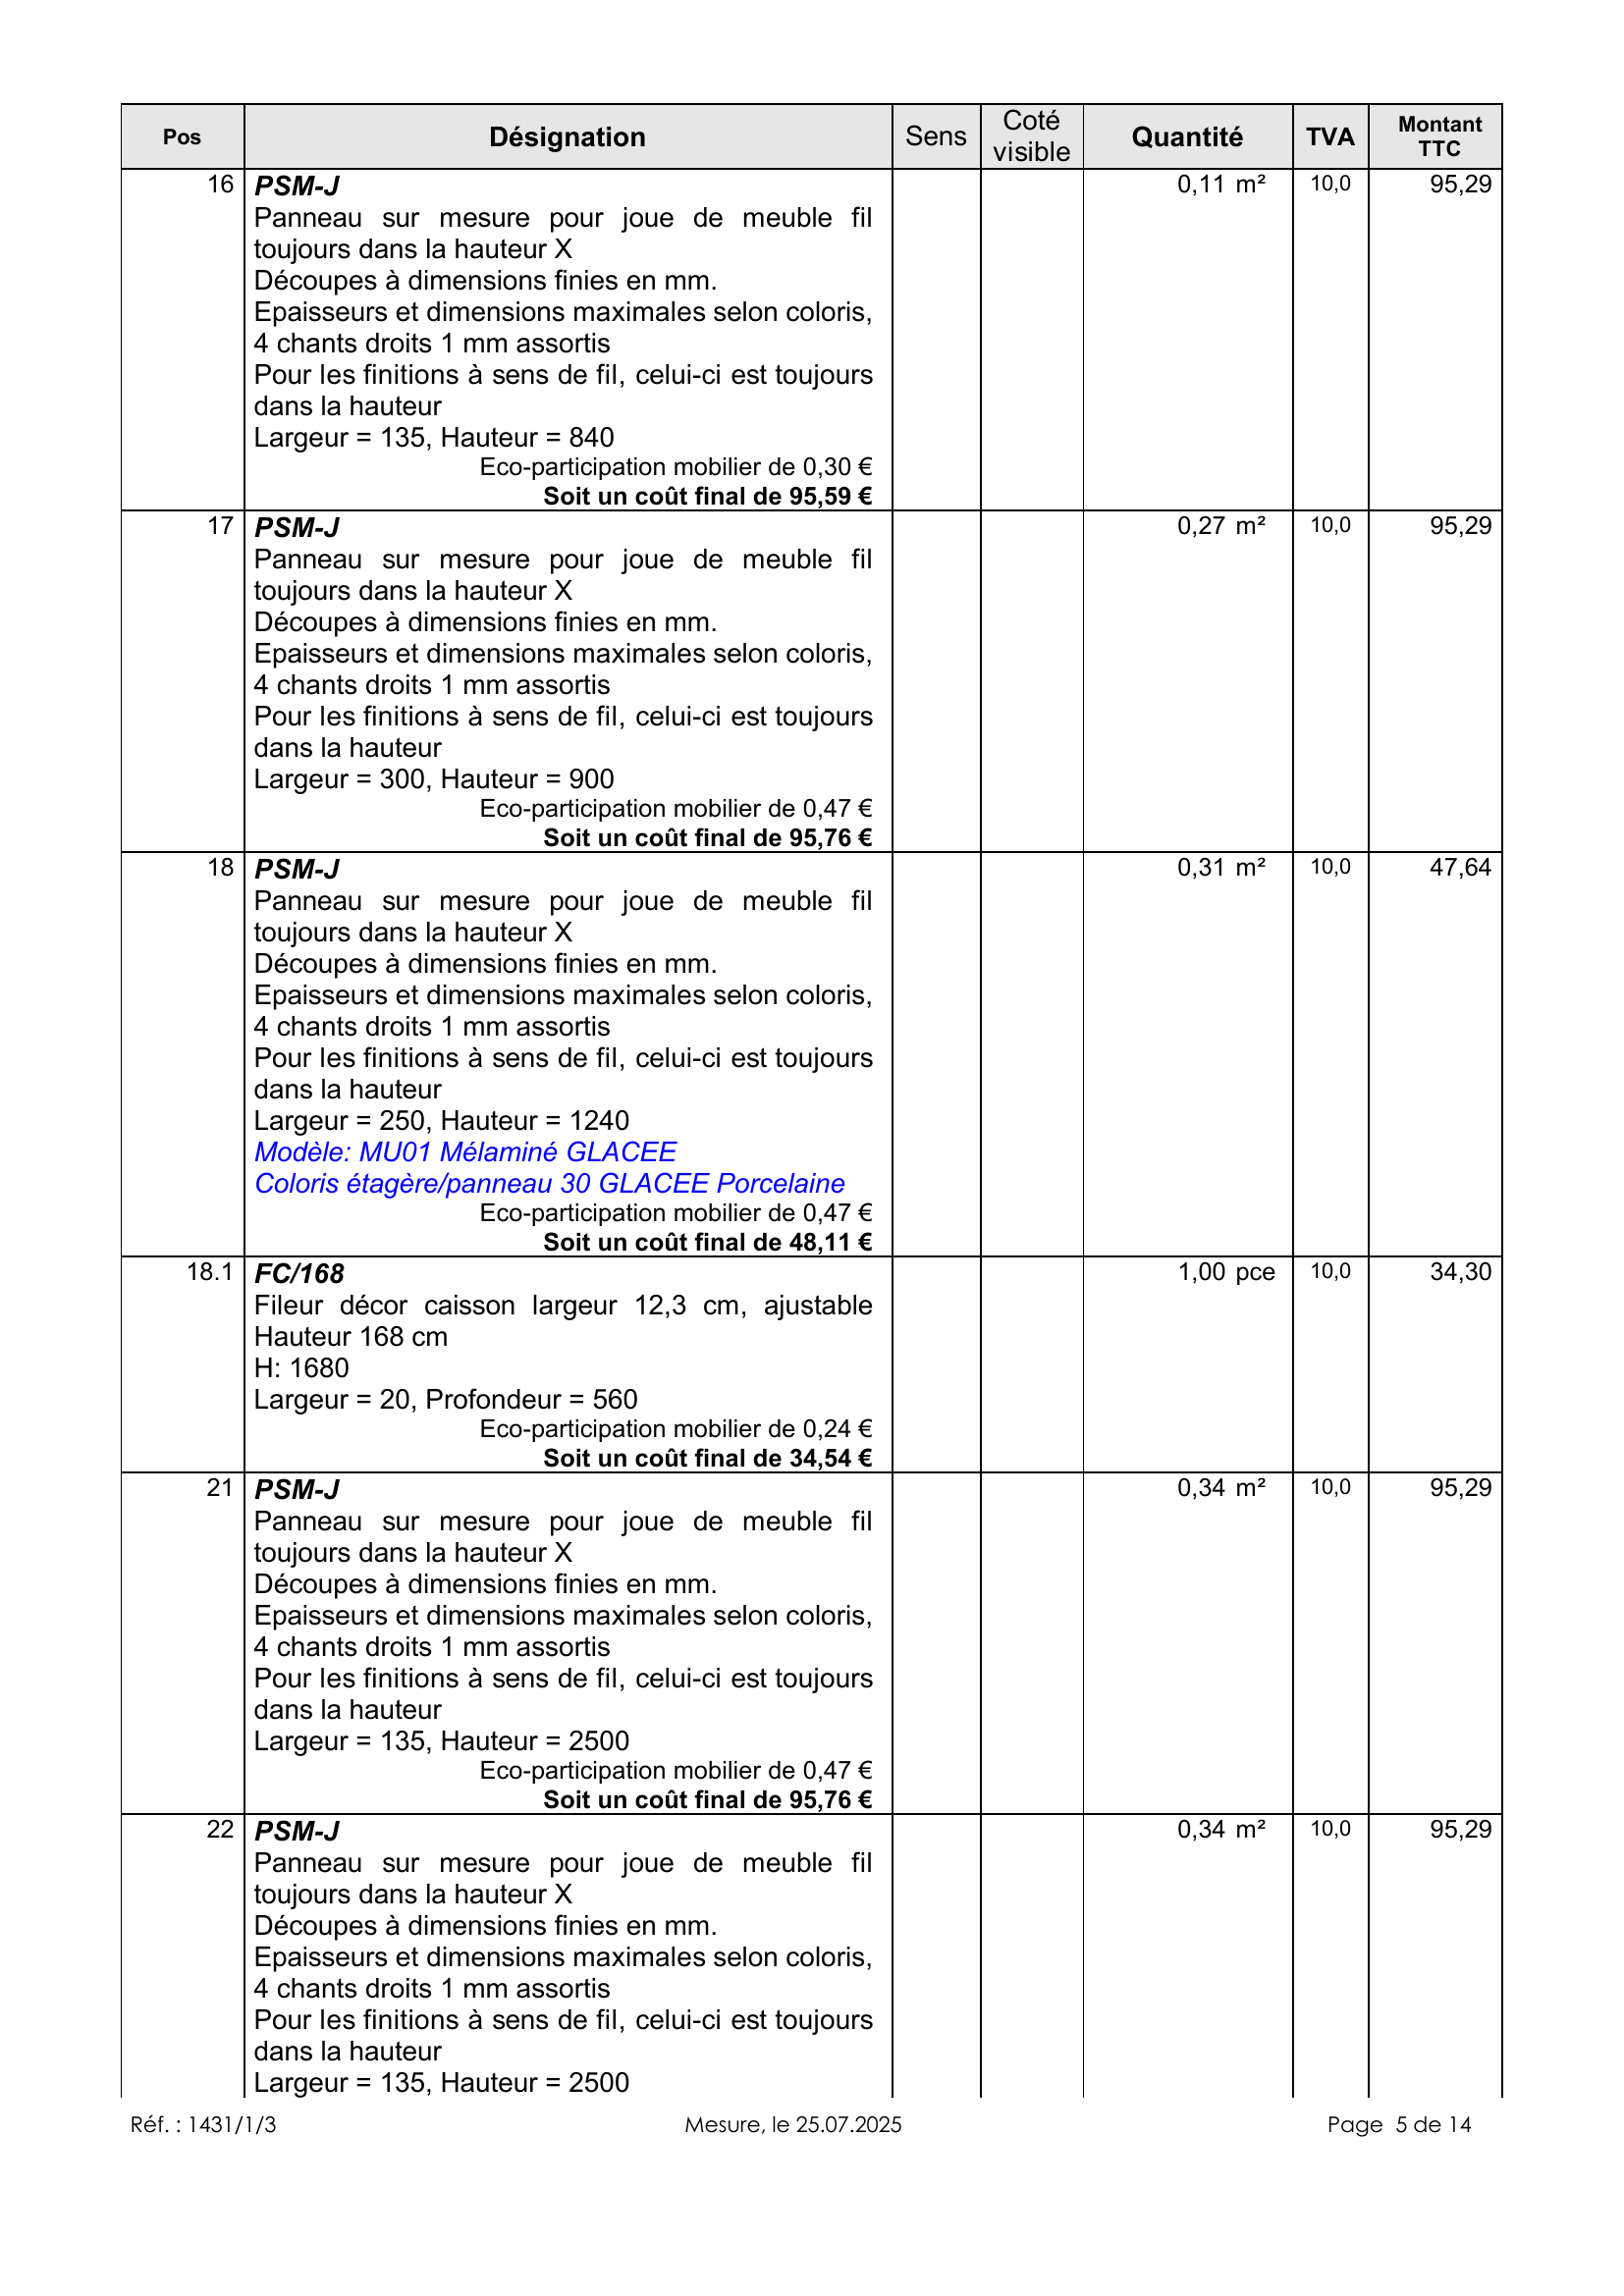 Pos Désignation Sens Coté visible Quantité TVA Montant TTC
16 PSM-J 0,11 m² 10,0 95,29
Panneau sur mesure pour joue de meuble fil
toujours dans la hauteur X
Découpes à dimensions finies en mm.
Epaisseurs et dimensions maximales selon coloris,
4 chants droits 1 mm assortis
Pour les finitions à sens de fil, celui-ci est toujours
dans la hauteur
Largeur = 135, Hauteur = 840
Eco-participation mobilier de 0,30 €
Soit un coût final de 95,59 €
17 PSM-J 0,27 m² 10,0 95,29
Panneau sur mesure pour joue de meuble fil
toujours dans la hauteur X
Découpes à dimensions finies en mm.
Epaisseurs et dimensions maximales selon coloris,
4 chants droits 1 mm assortis
Pour les finitions à sens de fil, celui-ci est toujours
dans la hauteur
Largeur = 300, Hauteur = 900
Eco-participation mobilier de 0,47 €
Soit un coût final de 95,76 €
18 PSM-J 0,31 m² 10,0 47,64
Panneau sur mesure pour joue de meuble fil
toujours dans la hauteur X
Découpes à dimensions finies en mm.
Epaisseurs et dimensions maximales selon coloris,
4 chants droits 1 mm assortis
Pour les finitions à sens de fil, celui-ci est toujours
dans la hauteur
Largeur = 250, Hauteur = 1240
Modèle: MU01 Mélaminé GLACEE
Coloris étagère/panneau 30 GLACEE Porcelaine
Eco-participation mobilier de 0,47 €
Soit un coût final de 48,11 €
18.1 FC/168 1,00 pce 10,0 34,30
Fileur décor caisson largeur 12,3 cm, ajustable
Hauteur 168 cm
H: 1680
Largeur = 20, Profondeur = 560
Eco-participation mobilier de 0,24 €
Soit un coût final de 34,54 €
21 PSM-J 0,34 m² 10,0 95,29
Panneau sur mesure pour joue de meuble fil
toujours dans la hauteur X
Découpes à dimensions finies en mm.
Epaisseurs et dimensions maximales selon coloris,
4 chants droits 1 mm assortis
Pour les finitions à sens de fil, celui-ci est toujours
dans la hauteur
Largeur = 135, Hauteur = 2500
Eco-participation mobilier de 0,47 €
Soit un coût final de 95,76 €
22 PSM-J 0,34 m² 10,0 95,29
Panneau sur mesure pour joue de meuble fil
toujours dans la hauteur X
Découpes à dimensions finies en mm.
Epaisseurs et dimensions maximales selon coloris,
4 chants droits 1 mm assortis
Pour les finitions à sens de fil, celui-ci est toujours
dans la hauteur
Largeur = 135, Hauteur = 2500
Réf. : 1431/1/3 Mesure, le 25.07.2025 Page 5 de 14